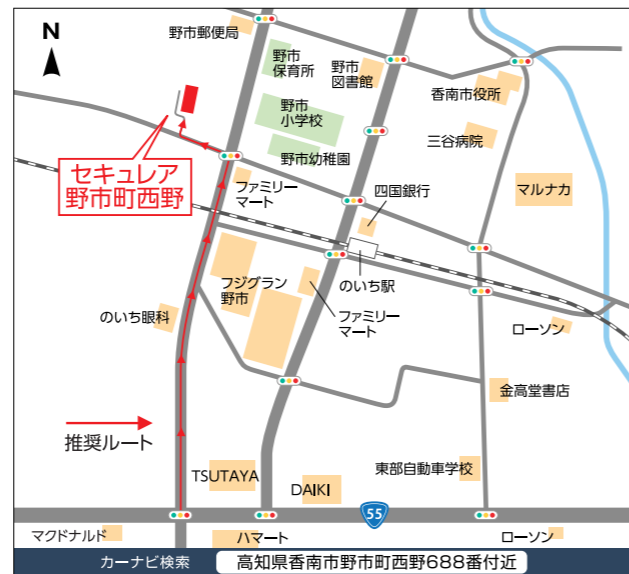 野市郵便局
N
野市
保育所
野市
図書館
香南市役所
野市
小学校
三谷病院
野市幼稚園
セキュレア
野市町西野
ファミリー
マート
四国銀行
マルナカ
のいち駅
フジグラン
野市
ファミリー
マート
のいち眼科
ローソン
金高堂書店
推奨ルート
TSUTAYA
DAIKI
東部自動車学校
55
マクドナルド
ハマート
ローソン
カーナビ検索
高知県香南市野市町西野688番付近